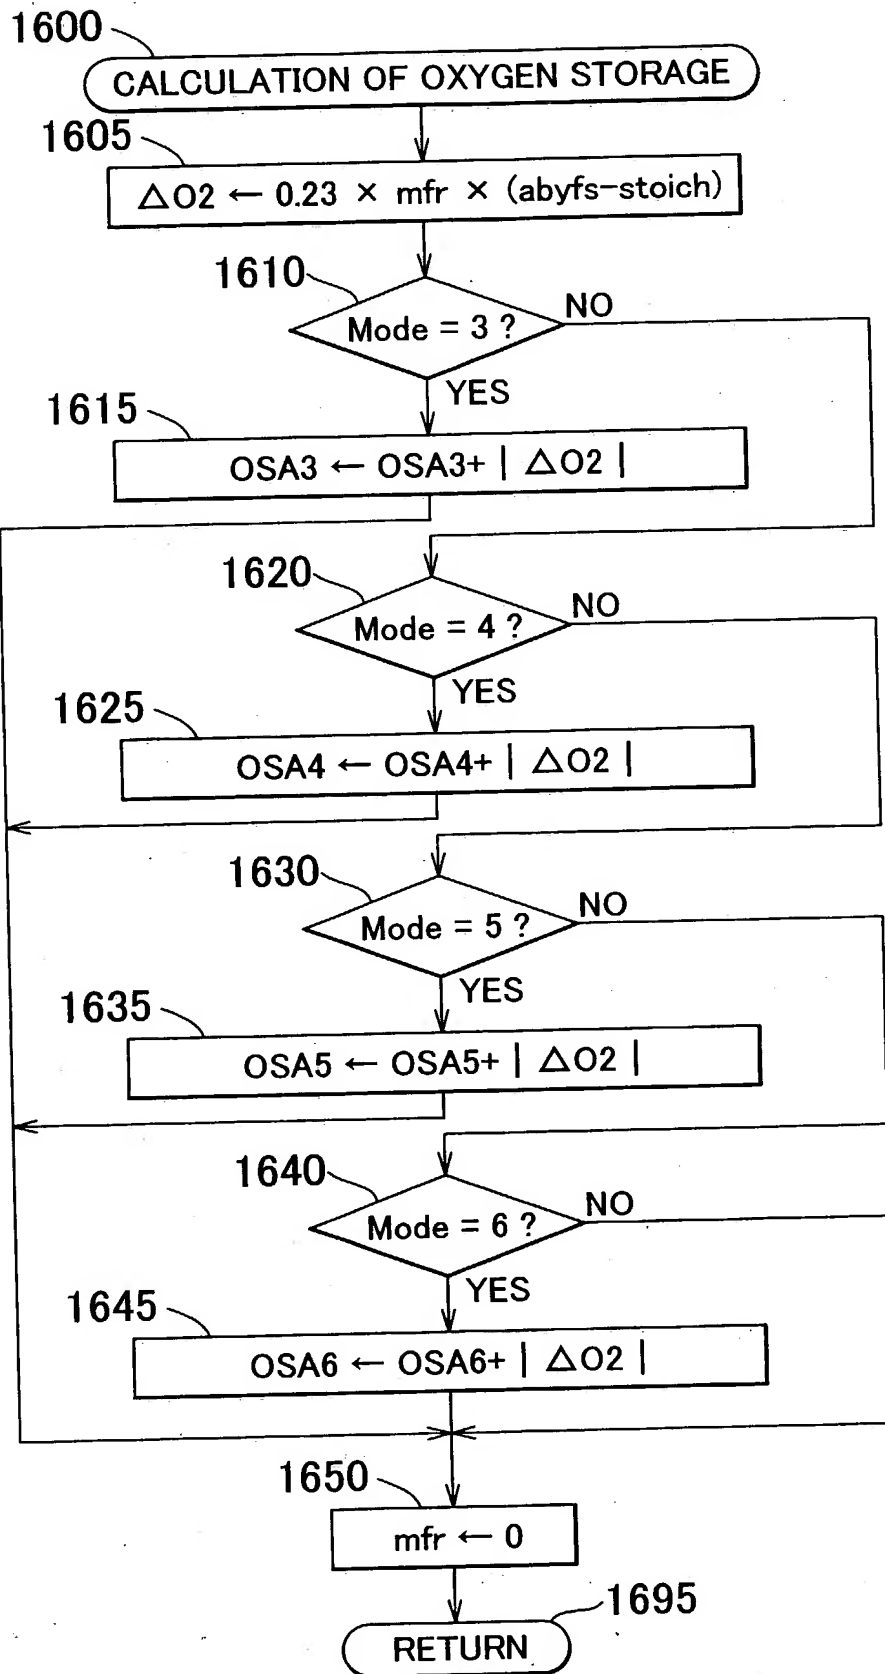 1600
CALCULATION OF OXYGEN STORAGE
1605
△O2 ← 0.23 × mfr × (abyfs-stoich)
1610
Mode = 3 ?
NO
YES
1615
OSA3 ← OSA3+ | △O2 |
1620
Mode = 4 ?
NO
YES
1625
OSA4 ← OSA4+ | △O2 |
1630
Mode = 5 ?
NO
YES
1635
OSA5 ← OSA5+ | △O2 |
1640
Mode = 6 ?
NO
YES
1645
OSA6 ← OSA6+ | △O2 |
1650
mfr ← 0
1695
RETURN